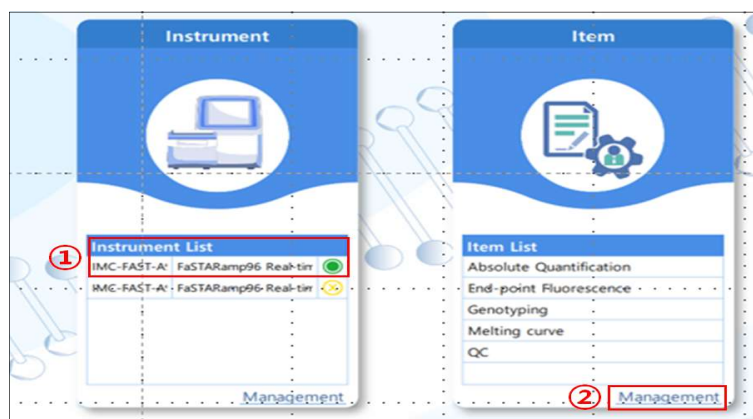 Instrument
① Instrument List
IMC-FAST-A FaSTARamp96 Real-tim
IMC-FAST-A FaSTARamp96 Real-tim
Management
Item
Item List
Absolute Quantification
End-point Fluorescence
Genotyping
Melting curve
QC
② Management